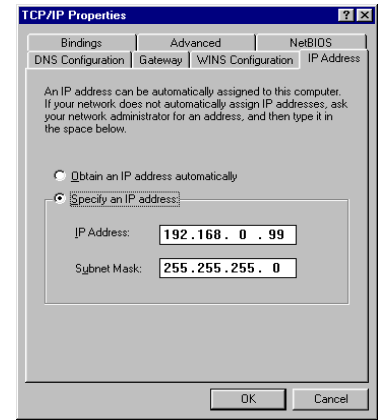 TCP/IP Properties
Bindings Advanced NetBIOS
DNS Configuration Gateway WINS Configuration IP Address
An IP address can be automatically assigned to this computer.
If your network does not automatically assign IP addresses, ask
your network administrator for an address, and then type it in
the space below.
Obtain an IP address automatically
Specify an IP address:
IP Address: 192.168. 0 .99
Subnet Mask: 255.255.255. 0
OK Cancel